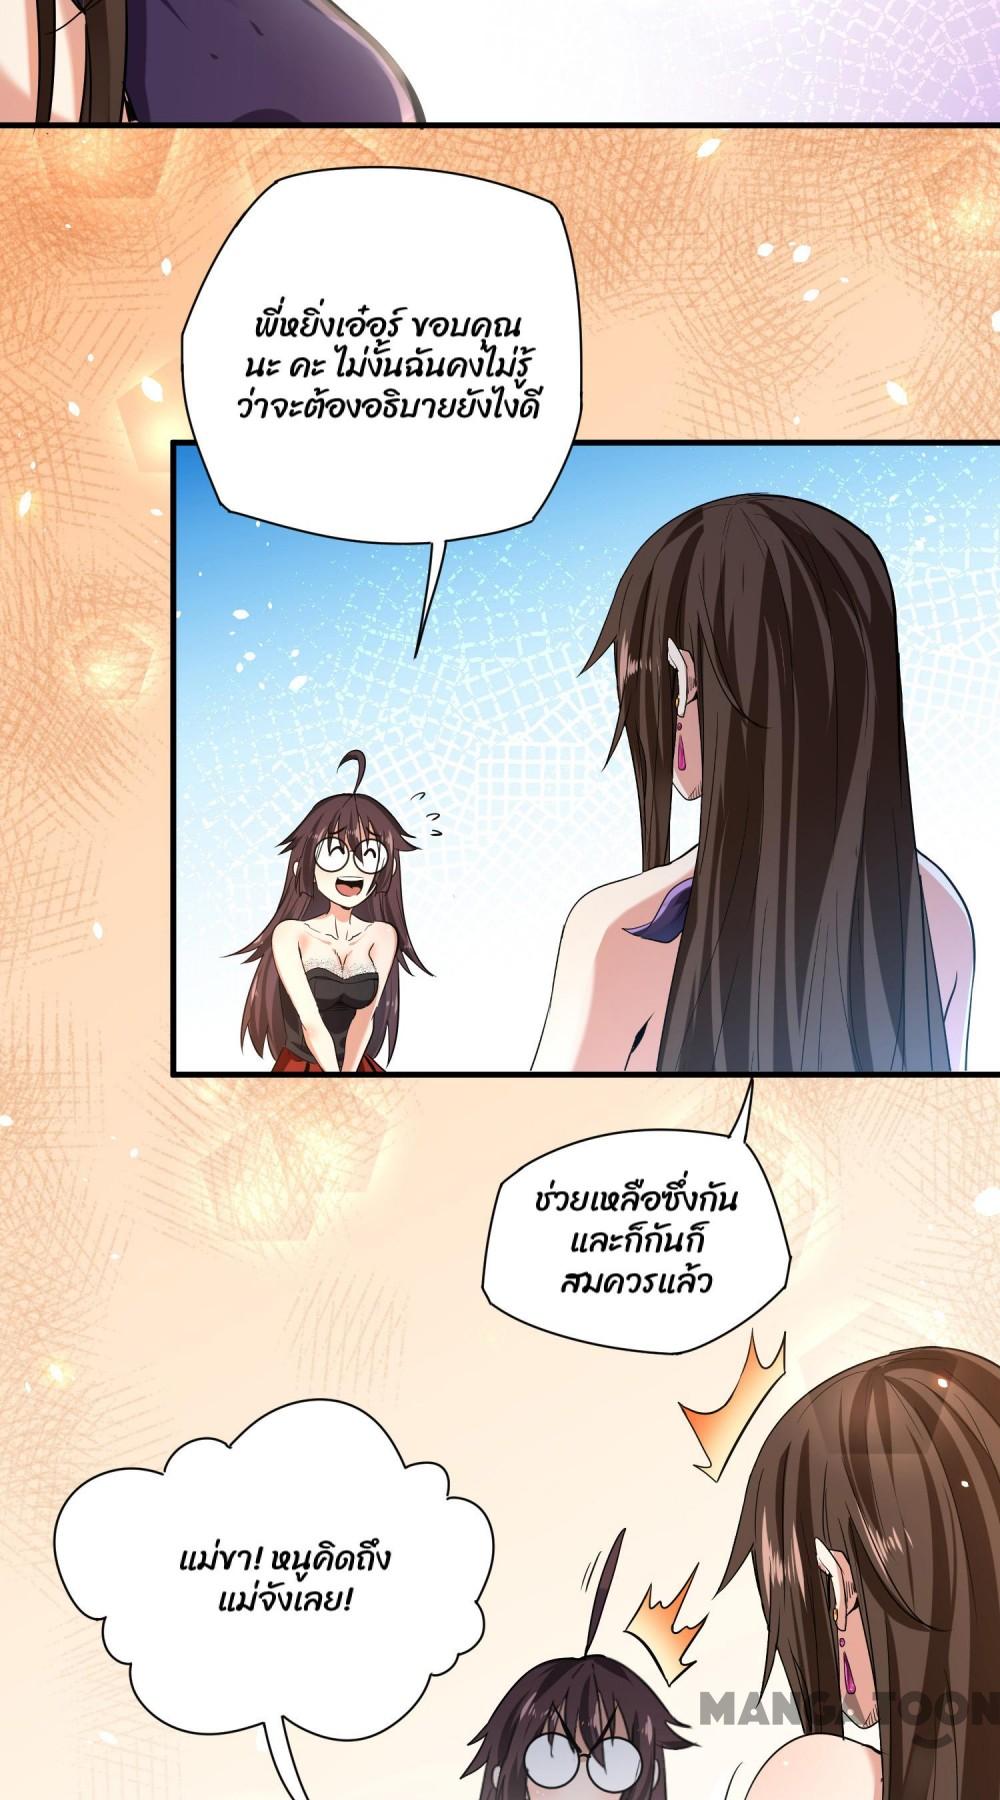 พี่หยิ่งเอ๋อร์ ขอบคุณ
นะ คะ ไม่งั้นฉันคงไม่รู้
ว่าจะต้องอธิบายยังไงดี
ช่วยเหลือซึ่งกัน
และก็กันก็
สมควรแล้ว
แม่ขา! หนูคิดถึง
แม่จังเลย!
MANGATOON